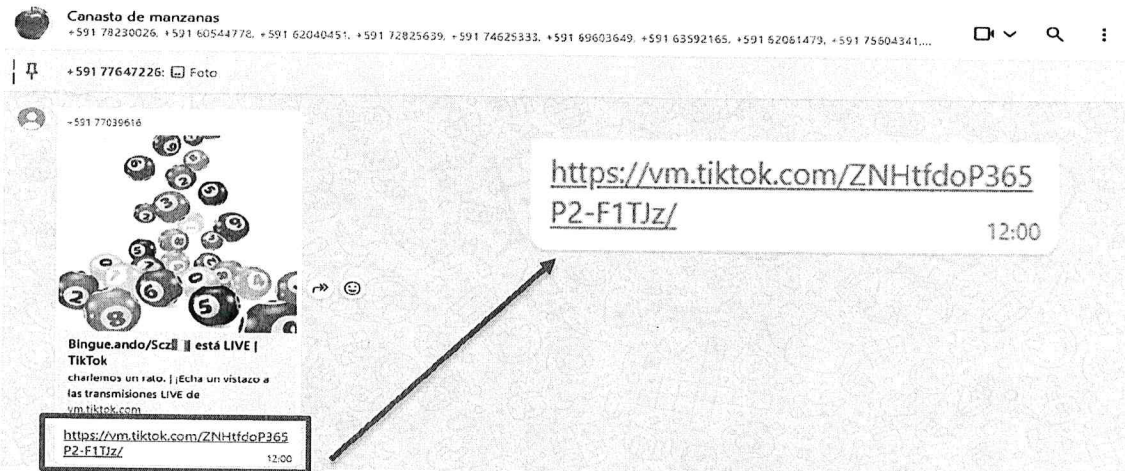 Canasta de manzanas
+591 78230026, +591 60544778, +591 62040451, +591 72825639, +591 74625333, +591 69603649, +591 63592165, +591 62061479, +591 75604341,...
+591 77647226: Foto
+591 77039616
Bingue.ando/Scz está LIVE |
TikTok
charlemos un rato. | ¡Echa un vistazo a
las transmisiones LIVE de
vm.tiktok.com
https://vm.tiktok.com/ZNHtfdoP365
P2-F1TJz/
12:00
https://vm.tiktok.com/ZNHtfdoP365
P2-F1TJz/
12:00